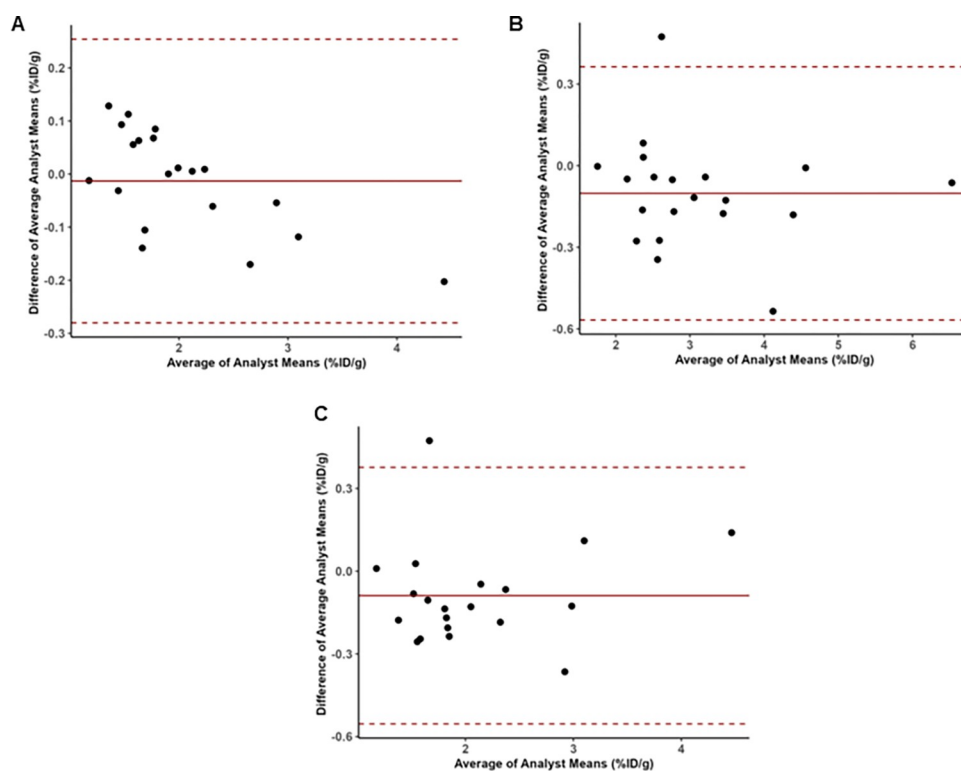 A
Difference of Average Analyst Means (%ID/g)
0.2
0.1
0.0
-0.1
-0.2
-0.3
2 3 4
Average of Analyst Means (%ID/g)
B
Difference of Average Analyst Means (%ID/g)
0.3
0.0
-0.3
-0.6
2 3 4 5 6
Average of Analyst Means (%ID/g)
C
Difference of Average Analyst Means (%ID/g)
0.3
0.0
-0.3
-0.6
2 3 4
Average of Analyst Means (%ID/g)